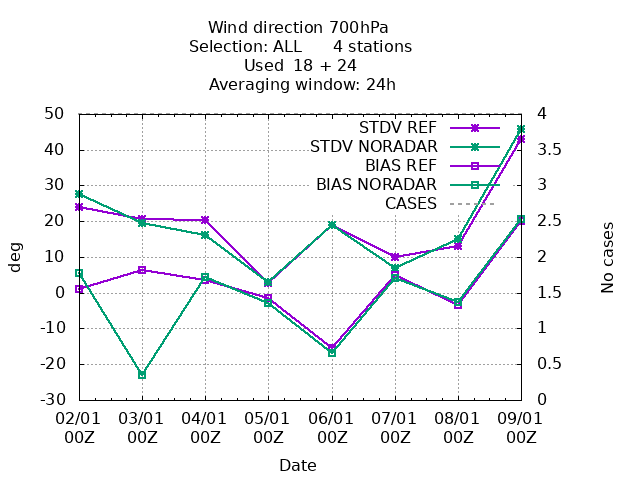 Wind direction 700hPa
Selection: ALL 4 stations
Used 18 + 24
Averaging window: 24h
50
40
30
20
10
0
-10
-20
-30
deg
4
3.5
3
2.5
2
1.5
1
0.5
0
No cases
STDV REF
STDV NORADAR
BIAS REF
BIAS NORADAR
CASES
02/01 03/01 04/01 05/01 06/01 07/01 08/01 09/01
00Z 00Z 00Z 00Z 00Z 00Z 00Z 00Z
Date